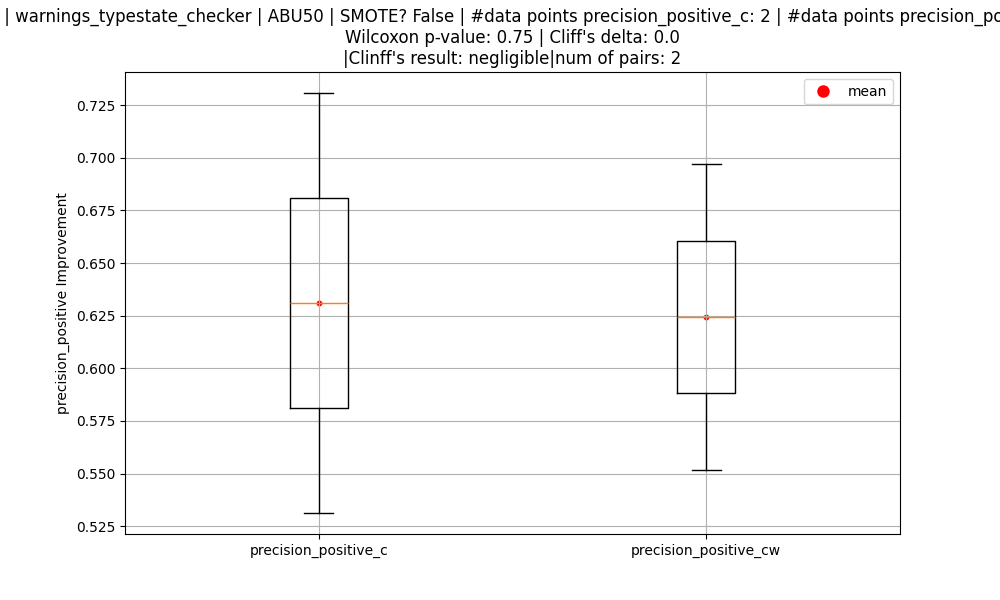 | warnings_typestate_checker | ABU50 | SMOTE? False | #data points precision_positive_c: 2 | #data points precision_po
Wilcoxon p-value: 0.75 | Cliff's delta: 0.0
|Clinff's result: negligible|num of pairs: 2
mean
0.725
0.700
0.675
0.650
0.625
0.600
0.575
0.550
0.525
precision_positive Improvement
precision_positive_c
precision_positive_cw